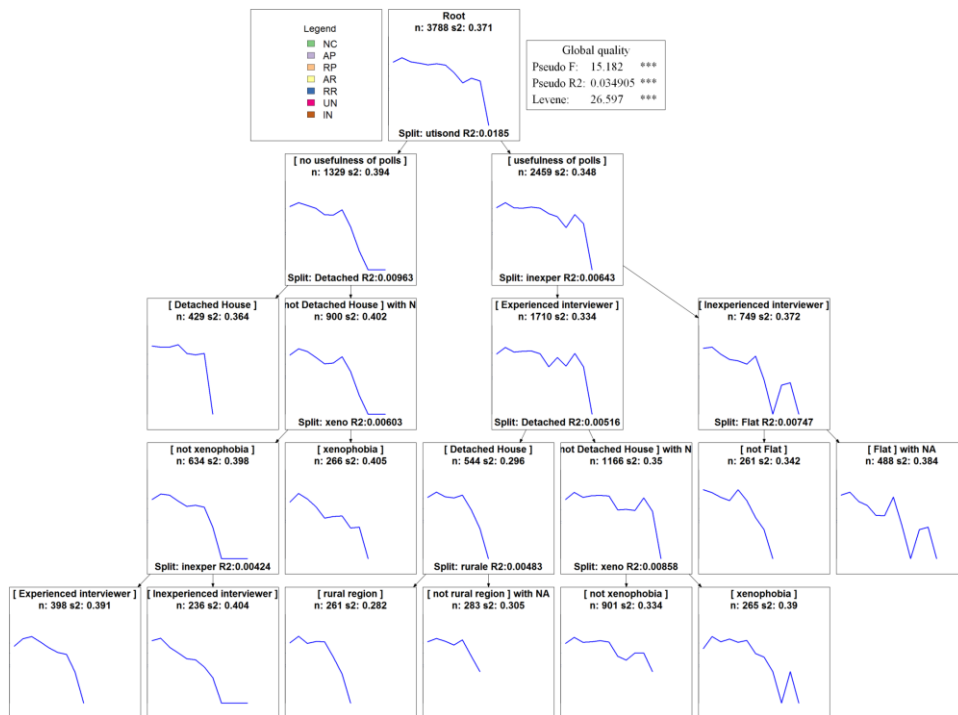 Root
n: 3788 s2: 0.371
Split: utisond R2:0.0185
Legend
NC
AP
RP
AR
RR
UN
IN
Global quality
Pseudo F: 15.182 ***
Pseudo R2: 0.034905 ***
Levene: 26.597 ***
[ no usefulness of polls ]
n: 1329 s2: 0.394
Split: Detached R2:0.00963
[ usefulness of polls ]
n: 2459 s2: 0.348
Split: inexper R2:0.00643
[ Detached House ]
n: 429 s2: 0.364
not Detached House ] with N
n: 900 s2: 0.402
Split: xeno R2:0.00603
[ Experienced interviewer ]
n: 1710 s2: 0.334
Split: Detached R2:0.00516
[ Inexperienced interviewer ]
n: 749 s2: 0.372
Split: Flat R2:0.00747
[ not xenophobia ]
n: 634 s2: 0.398
Split: inexper R2:0.00424
[ xenophobia ]
n: 266 s2: 0.405
[ Detached House ]
n: 544 s2: 0.296
Split: rurale R2:0.00483
not Detached House ] with N
n: 1166 s2: 0.35
Split: xeno R2:0.00858
[ not Flat ]
n: 261 s2: 0.342
[ Flat ] with NA
n: 488 s2: 0.384
[ Experienced interviewer ]
n: 398 s2: 0.391
[ Inexperienced interviewer ]
n: 236 s2: 0.404
[ rural region ]
n: 261 s2: 0.282
[ not rural region ] with NA
n: 283 s2: 0.305
[ not xenophobia ]
n: 901 s2: 0.334
[ xenophobia ]
n: 265 s2: 0.39